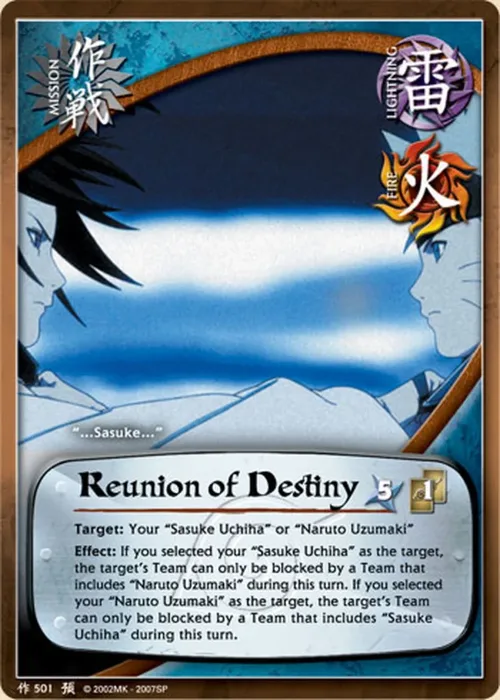 MISSION
作戦
LIGHTNING
雷
FIRE
火
"...Sasuke..."
Reunion of Destiny 5 1
Target: Your "Sasuke Uchiha" or "Naruto Uzumaki"
Effect: If you selected your "Sasuke Uchiha" as the target,
the target's Team can only be blocked by a Team that
includes "Naruto Uzumaki" during this turn. If you selected
your "Naruto Uzumaki" as the target, the target's Team
can only be blocked by a Team that includes "Sasuke
Uchiha" during this turn.
作 501 張 © 2002MK - 2007SP